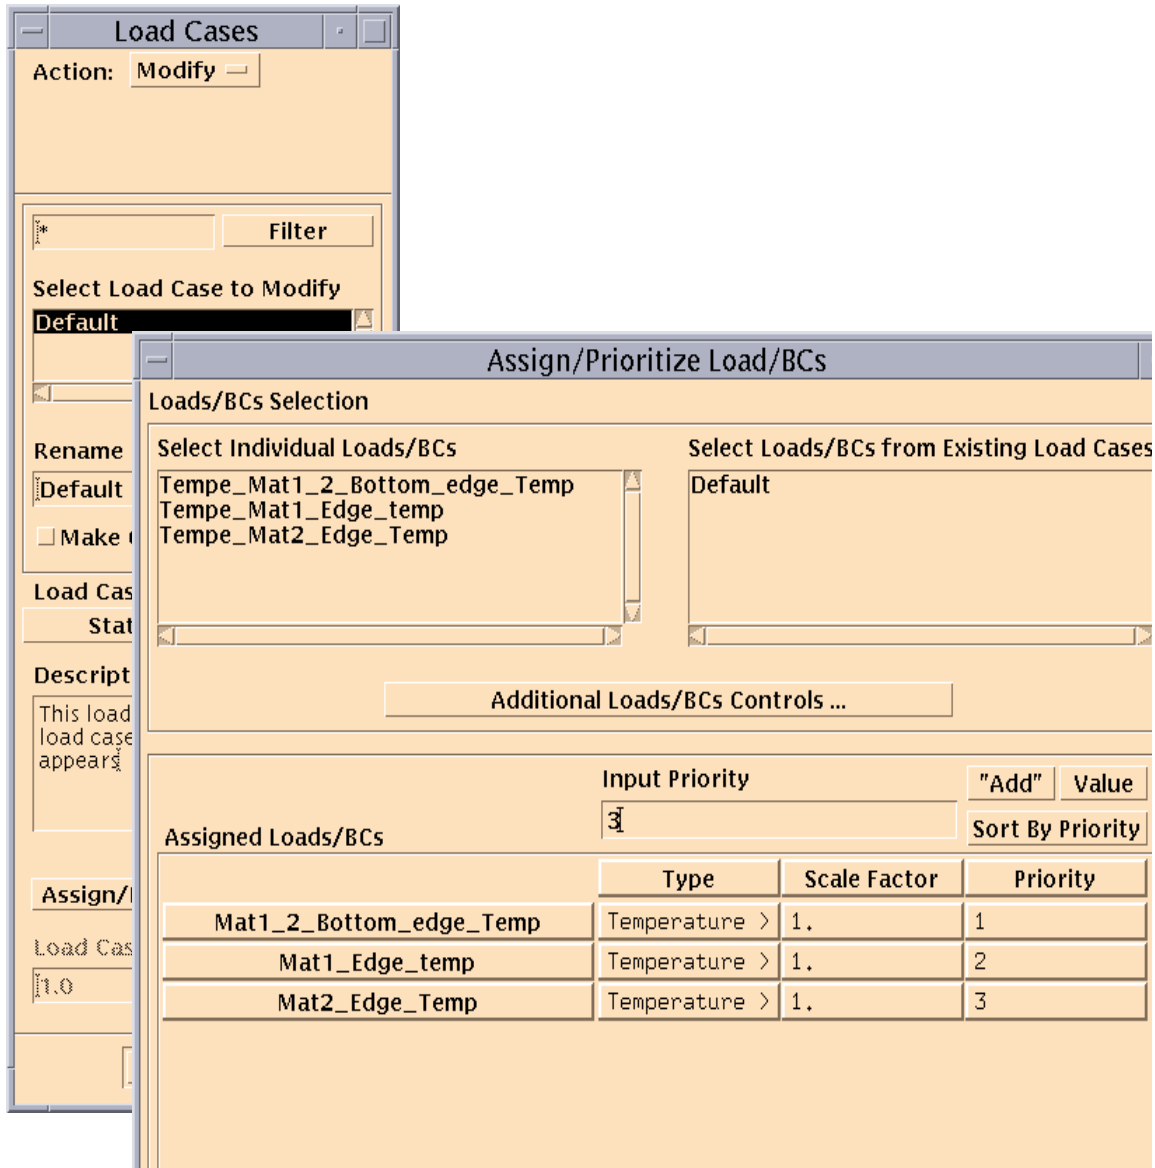 Load Cases
Action: Modify
*
Filter
Select Load Case to Modify
Default
Rename
Default
Make
Load Cas
Stat
Descript
This load
load case
appears
Assign/
Load Cas
1.0
Assign/Prioritize Load/BCs
Loads/BCs Selection
Select Individual Loads/BCs
Tempe_Mat1_2_Bottom_edge_Temp
Tempe_Mat1_Edge_temp
Tempe_Mat2_Edge_Temp
Select Loads/BCs from Existing Load Cases
Default
Additional Loads/BCs Controls ...
Input Priority
3
"Add" Value
Sort By Priority
Assigned Loads/BCs
Type Scale Factor Priority
Mat1_2_Bottom_edge_Temp Temperature > 1. 1
Mat1_Edge_temp Temperature > 1. 2
Mat2_Edge_Temp Temperature > 1. 3